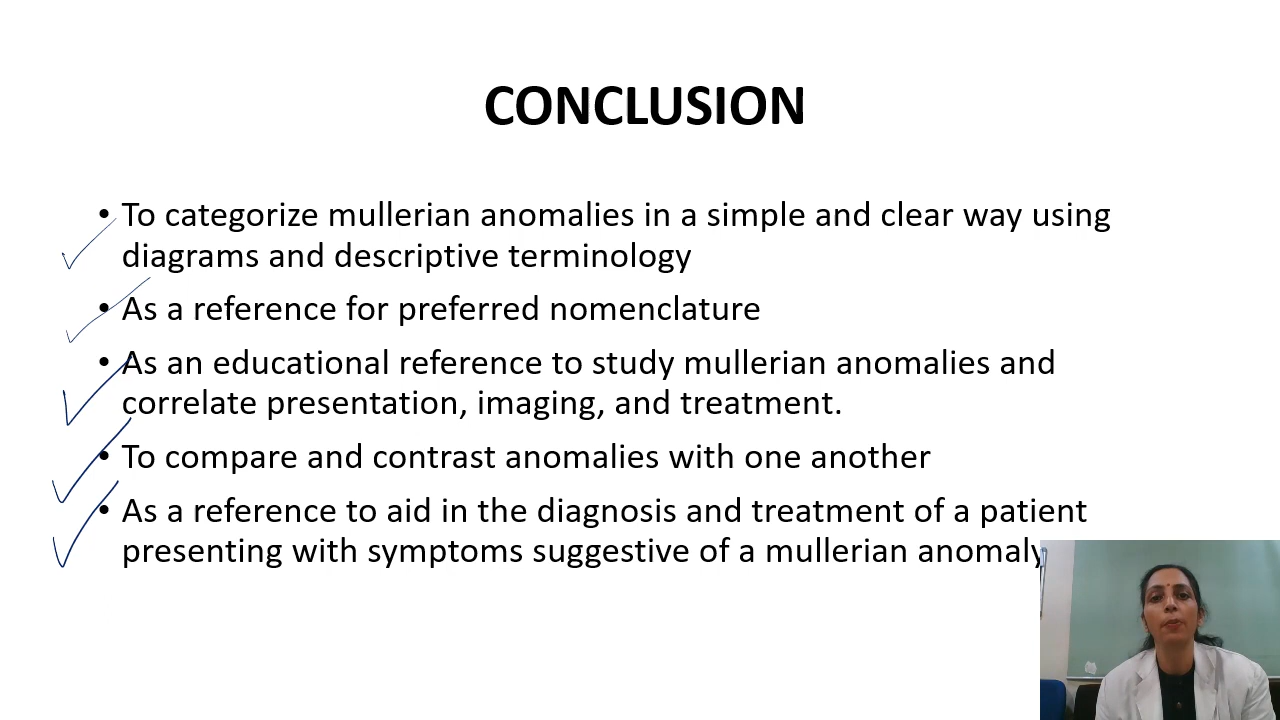 CONCLUSION
• To categorize mullerian anomalies in a simple and clear way using
diagrams and descriptive terminology
• As a reference for preferred nomenclature
• As an educational reference to study mullerian anomalies and
correlate presentation, imaging, and treatment.
• To compare and contrast anomalies with one another
• As a reference to aid in the diagnosis and treatment of a patient
presenting with symptoms suggestive of a mullerian anomaly